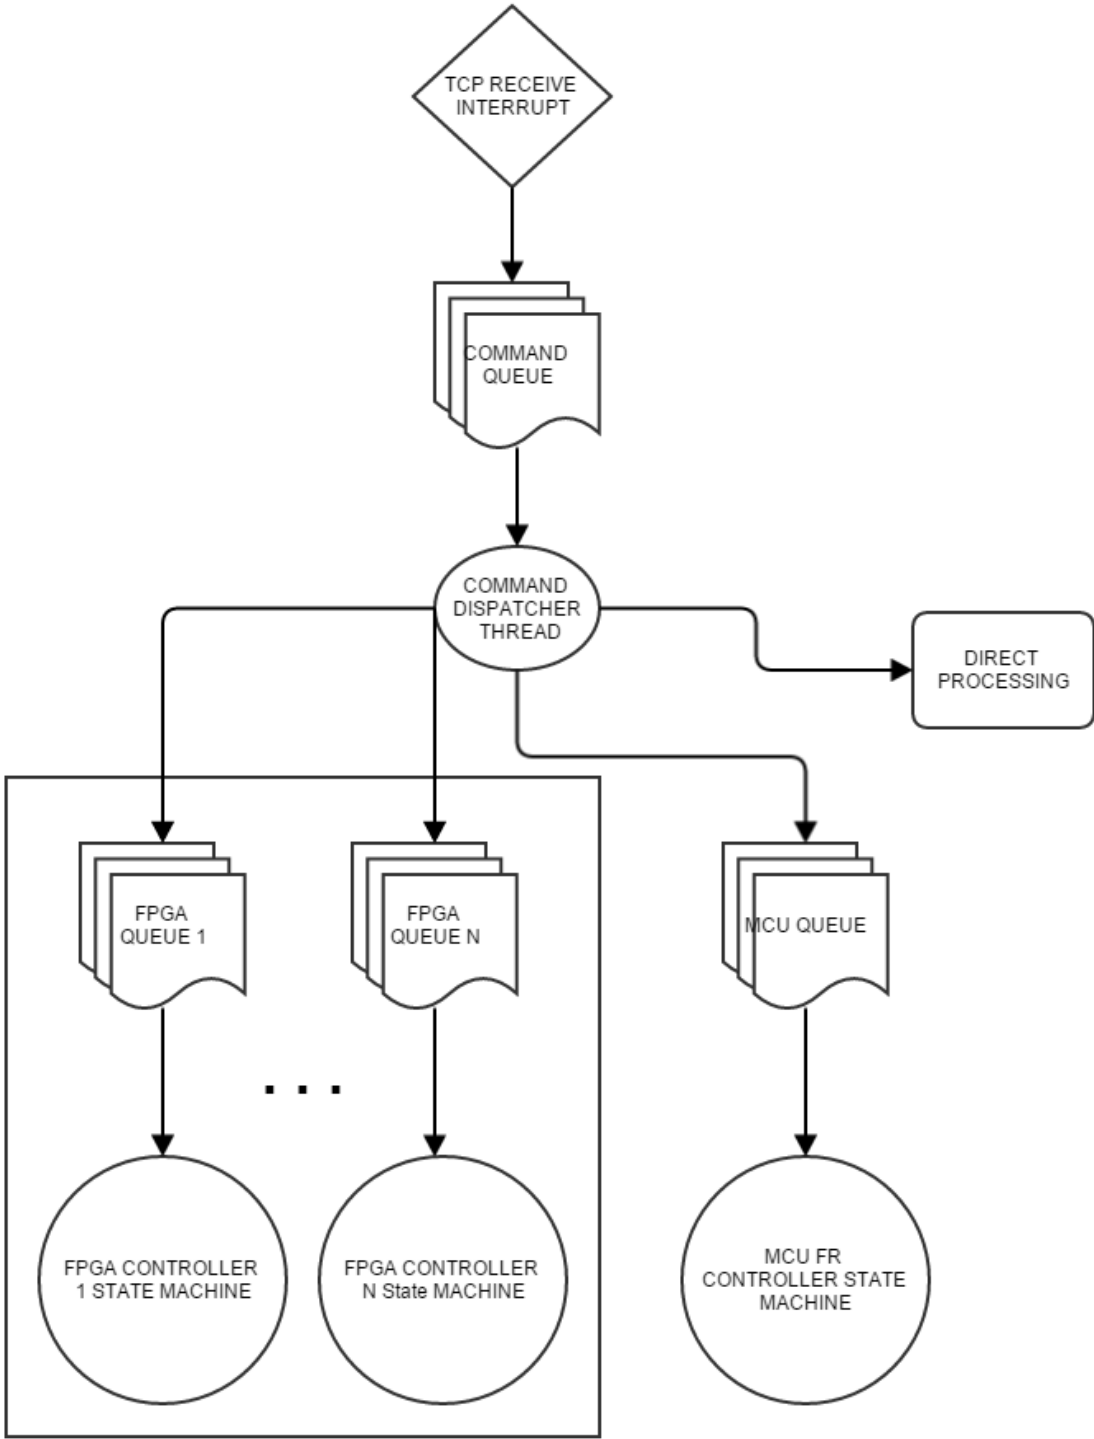 TCP RECEIVE
INTERRUPT
COMMAND
QUEUE
COMMAND
DISPATCHER
THREAD
DIRECT
PROCESSING
FPGA
QUEUE 1
FPGA
QUEUE N
MCU QUEUE
. . .
FPGA CONTROLLER
1 STATE MACHINE
FPGA CONTROLLER
N State MACHINE
MCU FR
CONTROLLER STATE
MACHINE